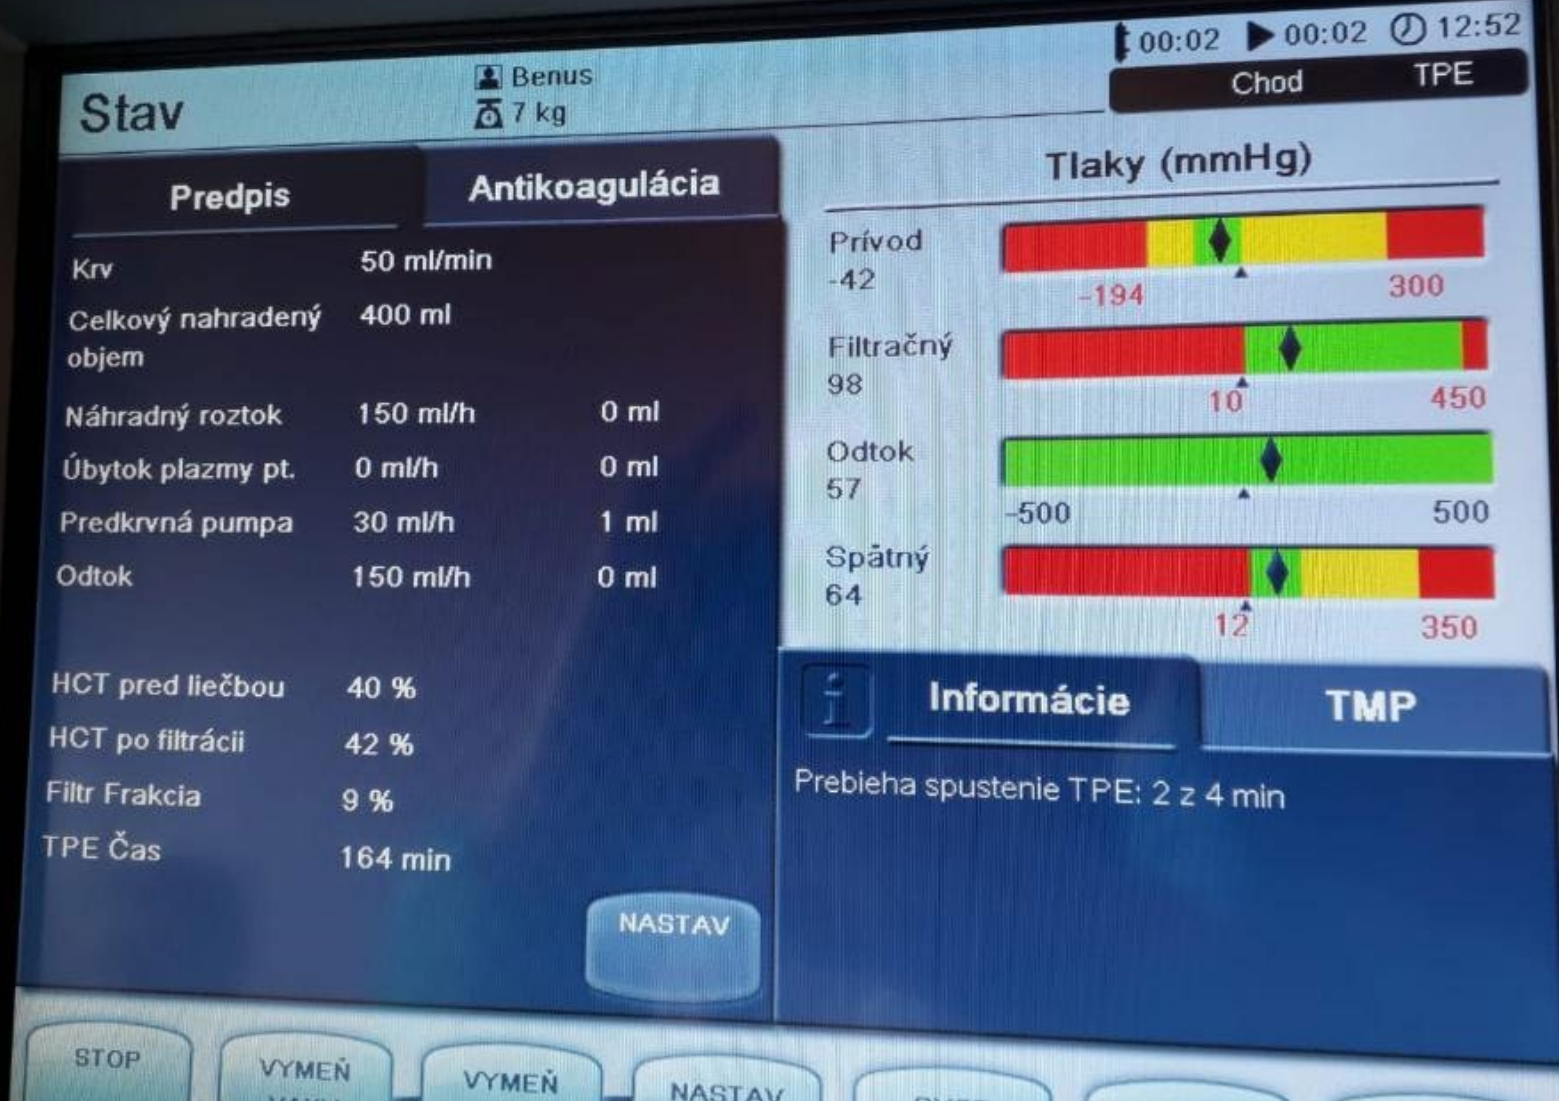 00:02 00:02 12:52
Stav
Benus
7 kg
Chod TPE
Predpis Antikoagulácia
Krv 50 ml/min
Celkový nahradený 400 ml
objem
Náhradný roztok 150 ml/h 0 ml
Úbytok plazmy pt. 0 ml/h 0 ml
Predkrvná pumpa 30 ml/h 1 ml
Odtok 150 ml/h 0 ml
HCT pred liečbou 40 %
HCT po filtrácii 42 %
Filtr Frakcia 9 %
TPE Čas 164 min
NASTAV
Tlaky (mmHg)
Prívod
-42
-194 300
Filtračný
98
10 450
Odtok
57
-500 500
Spätný
64
12 350
i Informácie TMP
Prebieha spustenie TPE: 2 z 4 min
STOP VYMEŇ VYMEŇ NASTAV